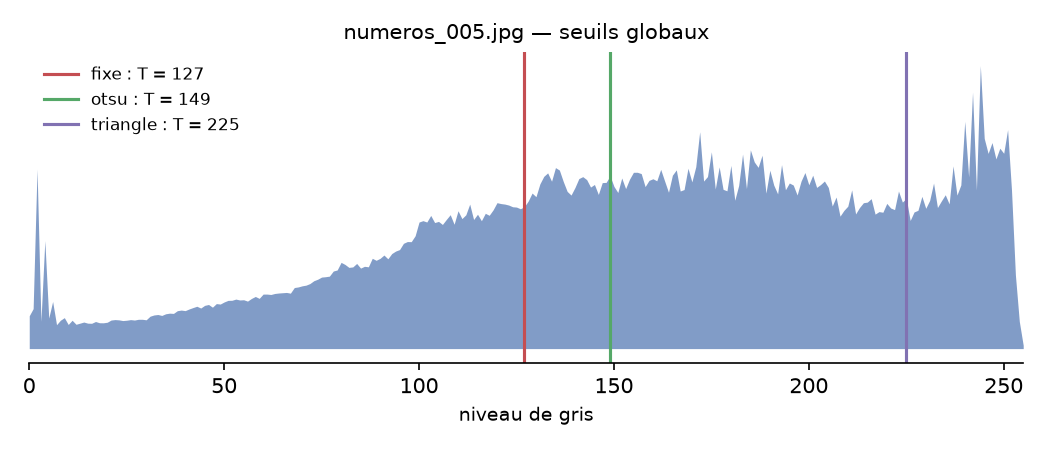 numeros_005.jpg — seuils globaux
fixe : T = 127
otsu : T = 149
triangle : T = 225
0 50 100 150 200 250
niveau de gris